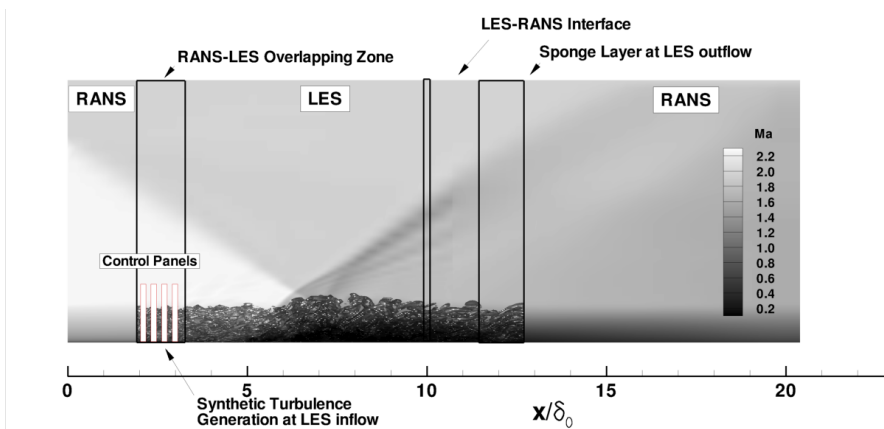 LES-RANS Interface
RANS-LES Overlapping Zone
Sponge Layer at LES outflow
RANS
LES
RANS
Ma
2.2
2.0
1.8
1.6
1.4
1.2
1.0
0.8
0.6
0.4
0.2
Control Panels
0
5
10
15
20
Synthetic Turbulence
Generation at LES inflow
x/δ₀